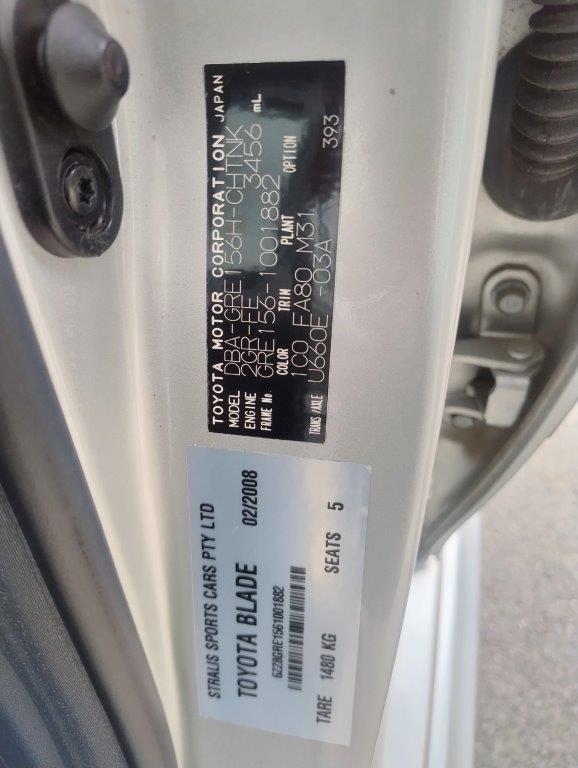 TOYOTA MOTOR CORPORATION JAPAN
MODEL DBA-GRE156H-CHTNK
ENGINE 2GR-FE 3456 mL
FRAME No. GRE156-1001882
COLOR TRIM PLANT OPTION
1C0 FA80 M31
TRANS/AXLE U660E -03A 393
STRALIS SPORTS CARS PTY LTD
TOYOTA BLADE 02/2008
6ZZ8GRE1561001882
TARE 1480 KG SEATS 5